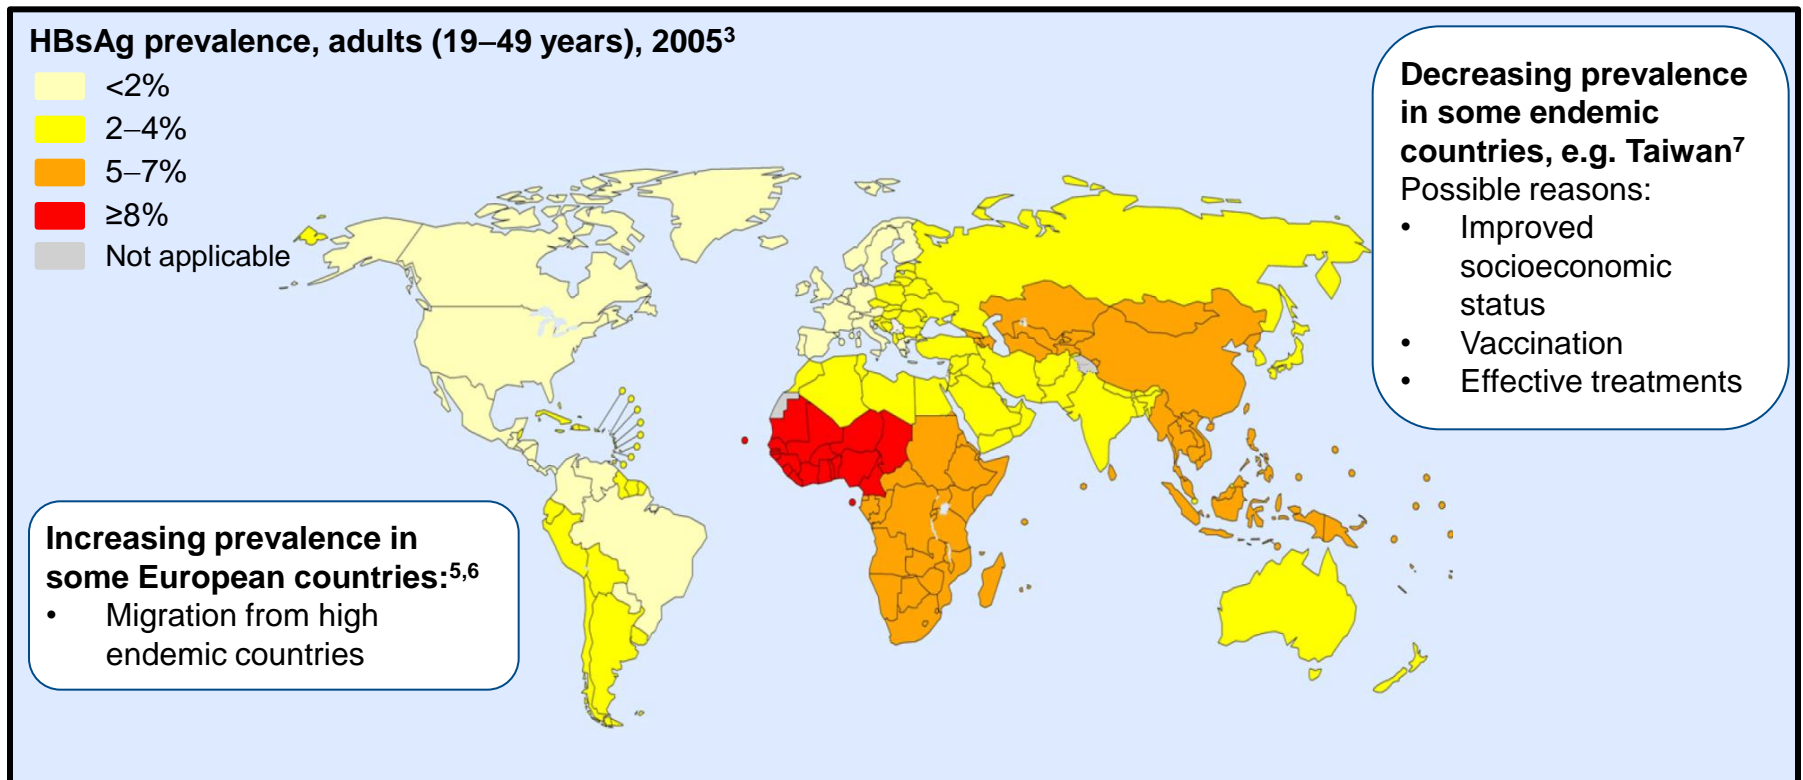 HBsAg prevalence, adults (19–49 years), 2005³
<2%
2–4%
5–7%
≥8%
Not applicable
Decreasing prevalence
in some endemic
countries, e.g. Taiwan⁷
Possible reasons:
• Improved
socioeconomic
status
• Vaccination
• Effective treatments
Increasing prevalence in
some European countries:⁵,⁶
• Migration from high
endemic countries